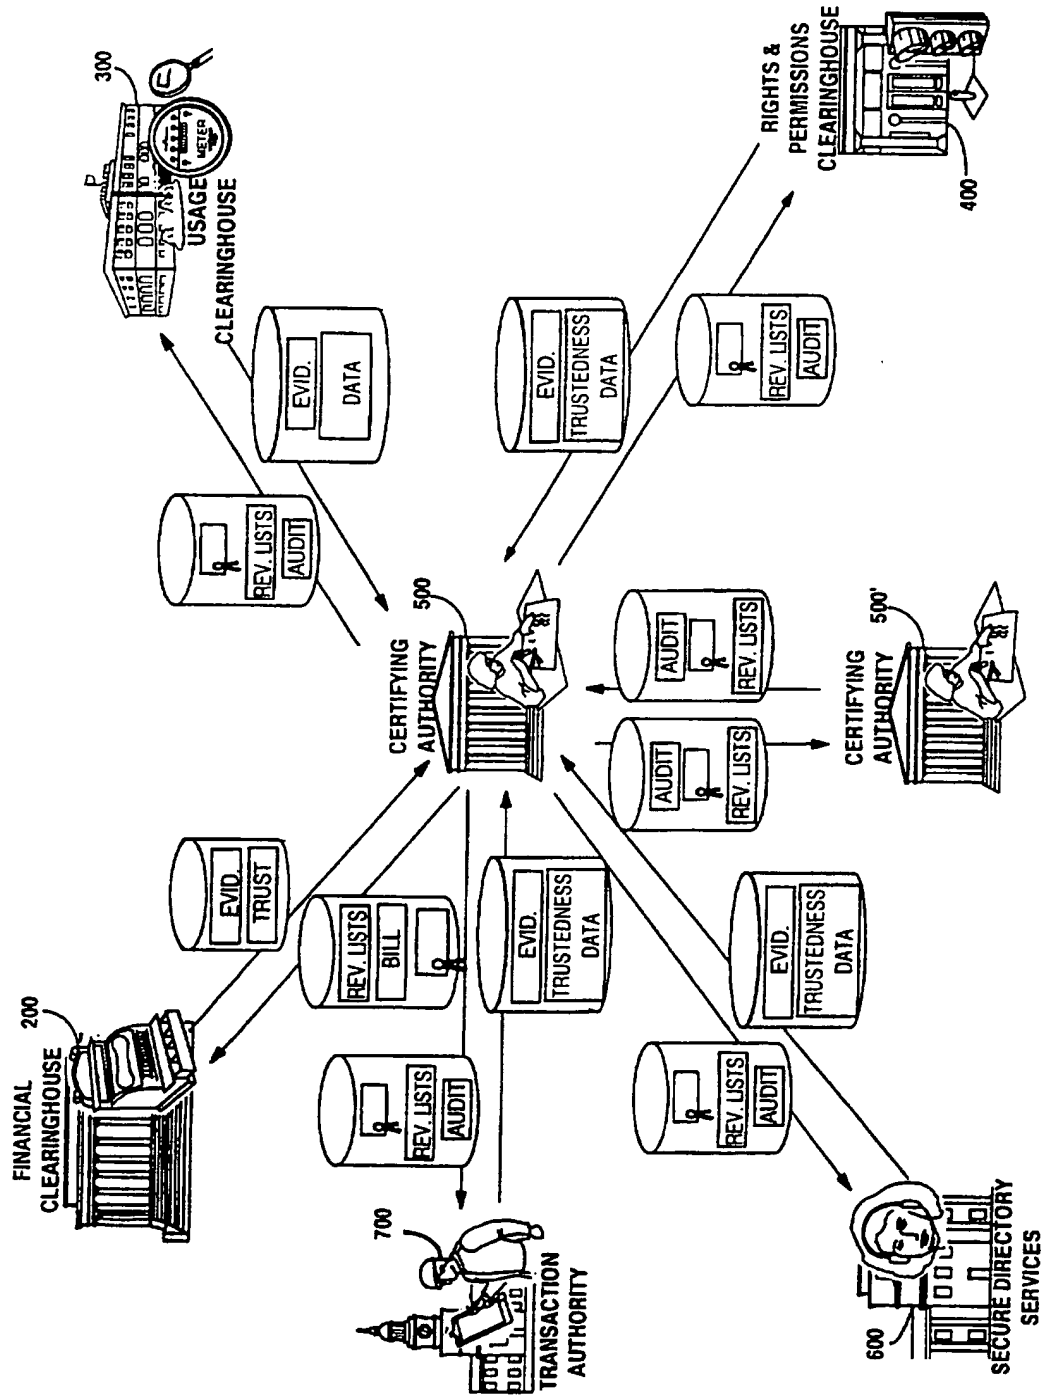 FINANCIAL
CLEARINGHOUSE
200
300
METER
USAGE
CLEARINGHOUSE
EVID.
TRUST
REV. LISTS
AUDIT
EVID.
DATA
REV. LISTS
BILL
REV. LISTS
AUDIT
700
TRANSACTION
AUTHORITY
EVID.
TRUSTEDNESS
DATA
CERTIFYING
AUTHORITY
500
EVID.
TRUSTEDNESS
DATA
AUDIT
REV. LISTS
AUDIT
REV. LISTS
REV. LISTS
AUDIT
REV. LISTS
AUDIT
RIGHTS &
PERMISSIONS
CLEARINGHOUSE
400
EVID.
TRUSTEDNESS
DATA
CERTIFYING
AUTHORITY
500'
600
SECURE DIRECTORY
SERVICES